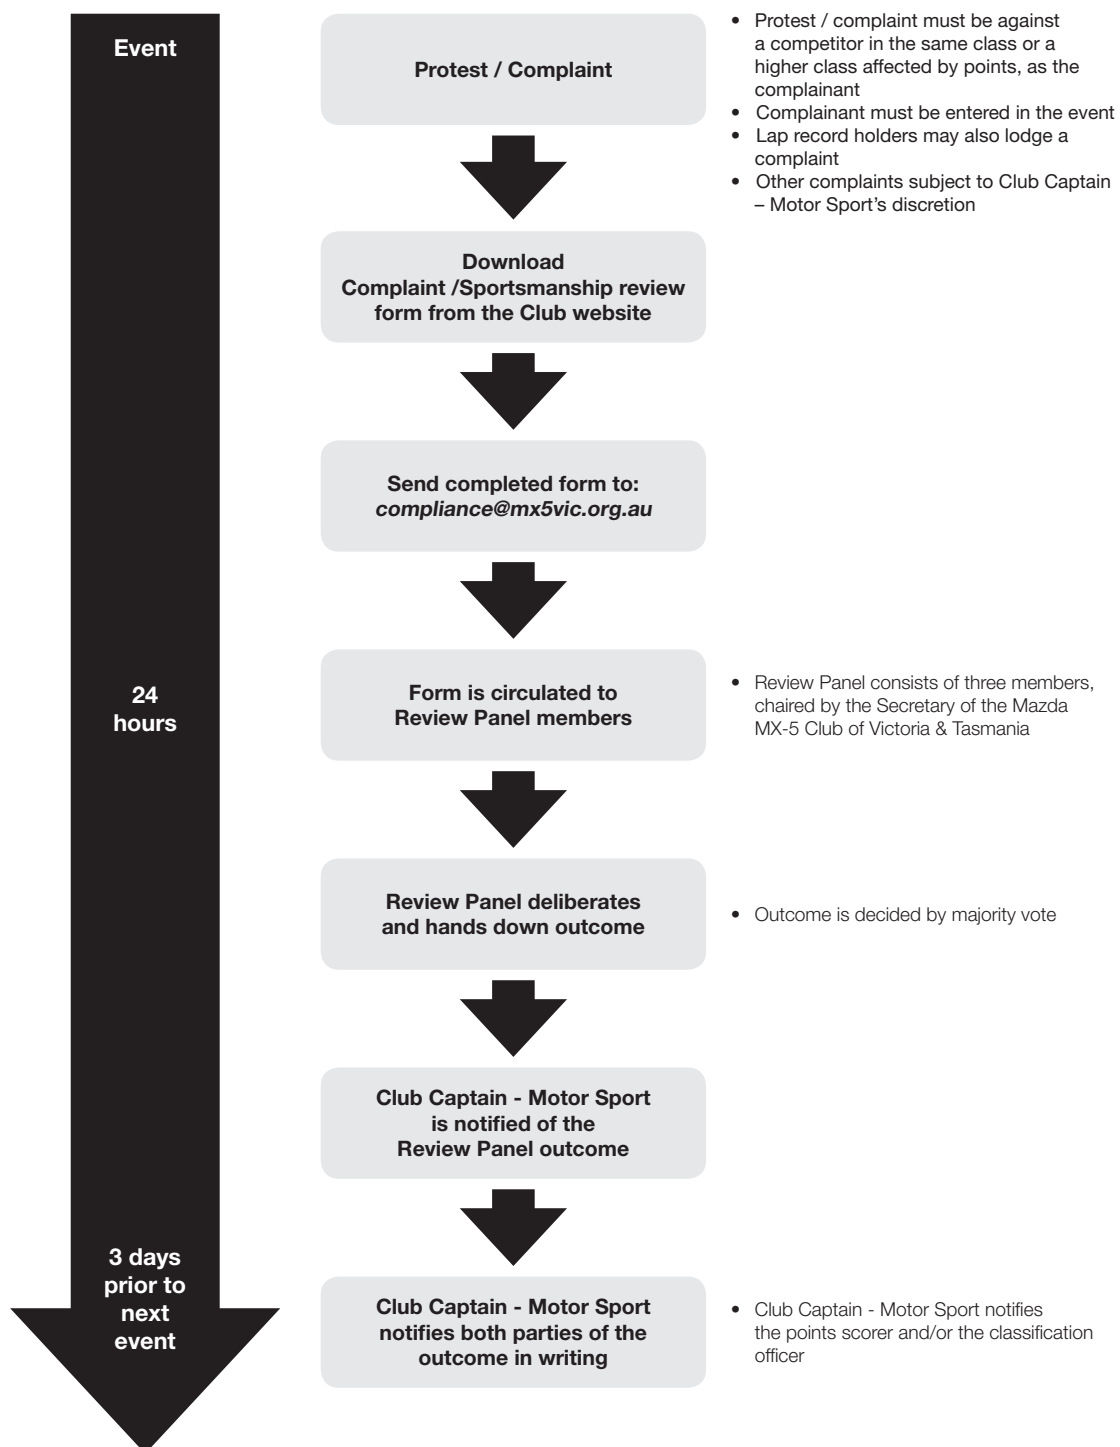 Event
Protest / Complaint
• Protest / complaint must be against
a competitor in the same class or a
higher class affected by points, as the
complainant
• Complainant must be entered in the event
• Lap record holders may also lodge a
complaint
• Other complaints subject to Club Captain
– Motor Sport’s discretion
Download
Complaint /Sportsmanship review
form from the Club website
Send completed form to:
compliance@mx5vic.org.au
24
hours
Form is circulated to
Review Panel members
• Review Panel consists of three members,
chaired by the Secretary of the Mazda
MX-5 Club of Victoria & Tasmania
Review Panel deliberates
and hands down outcome
• Outcome is decided by majority vote
Club Captain - Motor Sport
is notified of the
Review Panel outcome
3 days
prior to
next
event
Club Captain - Motor Sport
notifies both parties of the
outcome in writing
• Club Captain - Motor Sport notifies
the points scorer and/or the classification
officer